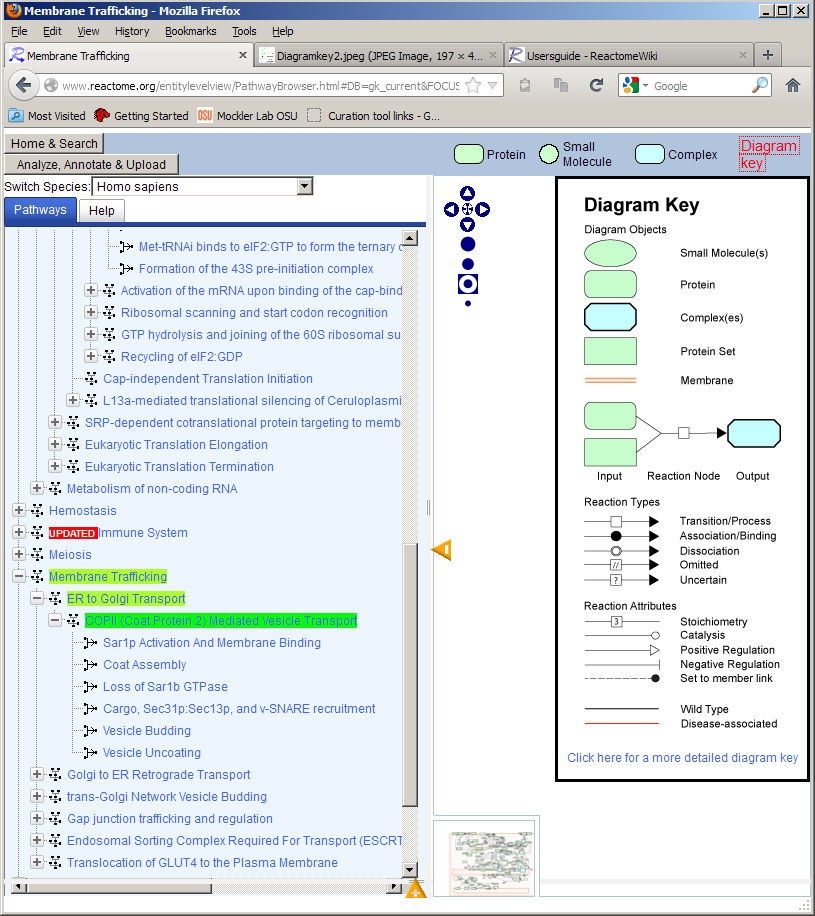 Membrane Trafficking - Mozilla Firefox
File Edit View History Bookmarks Tools Help
Membrane Trafficking
Diagramkey2.jpeg (JPEG Image, 197 × 4...
Usersguide - ReactomeWiki
www.reactome.org/entitylevelview/PathwayBrowser.html#DB=gk_current&FOCUS
Google
Most Visited Getting Started OSU Mockler Lab OSU Curation tool links - G...
Home & Search
Analyze, Annotate & Upload
Protein
Small
Molecule
Complex
Diagram
key
Switch Species: Homo sapiens
Pathways Help
Met-tRNAi binds to eIF2:GTP to form the ternary c
Formation of the 43S pre-initiation complex
Activation of the mRNA upon binding of the cap-bind
Ribosomal scanning and start codon recognition
GTP hydrolysis and joining of the 60S ribosomal su
Recycling of eIF2:GDP
Cap-independent Translation Initiation
L13a-mediated translational silencing of Ceruloplasmi
SRP-dependent cotranslational protein targeting to memb
Eukaryotic Translation Elongation
Eukaryotic Translation Termination
Metabolism of non-coding RNA
Hemostasis
UPDATED Immune System
Meiosis
Membrane Trafficking
ER to Golgi Transport
COPII (Coat Protein 2) Mediated Vesicle Transport
Sar1p Activation And Membrane Binding
Coat Assembly
Loss of Sar1b GTPase
Cargo, Sec31p:Sec13p, and v-SNARE recruitment
Vesicle Budding
Vesicle Uncoating
Golgi to ER Retrograde Transport
trans-Golgi Network Vesicle Budding
Gap junction trafficking and regulation
Endosomal Sorting Complex Required For Transport (ESCRT
Translocation of GLUT4 to the Plasma Membrane
Diagram Key
Diagram Objects
Small Molecule(s)
Protein
Complex(es)
Protein Set
Membrane
Input Reaction Node Output
Reaction Types
Transition/Process
Association/Binding
Dissociation
// Omitted
? Uncertain
Reaction Attributes
3 Stoichiometry
Catalysis
Positive Regulation
Negative Regulation
Set to member link
Wild Type
Disease-associated
Click here for a more detailed diagram key